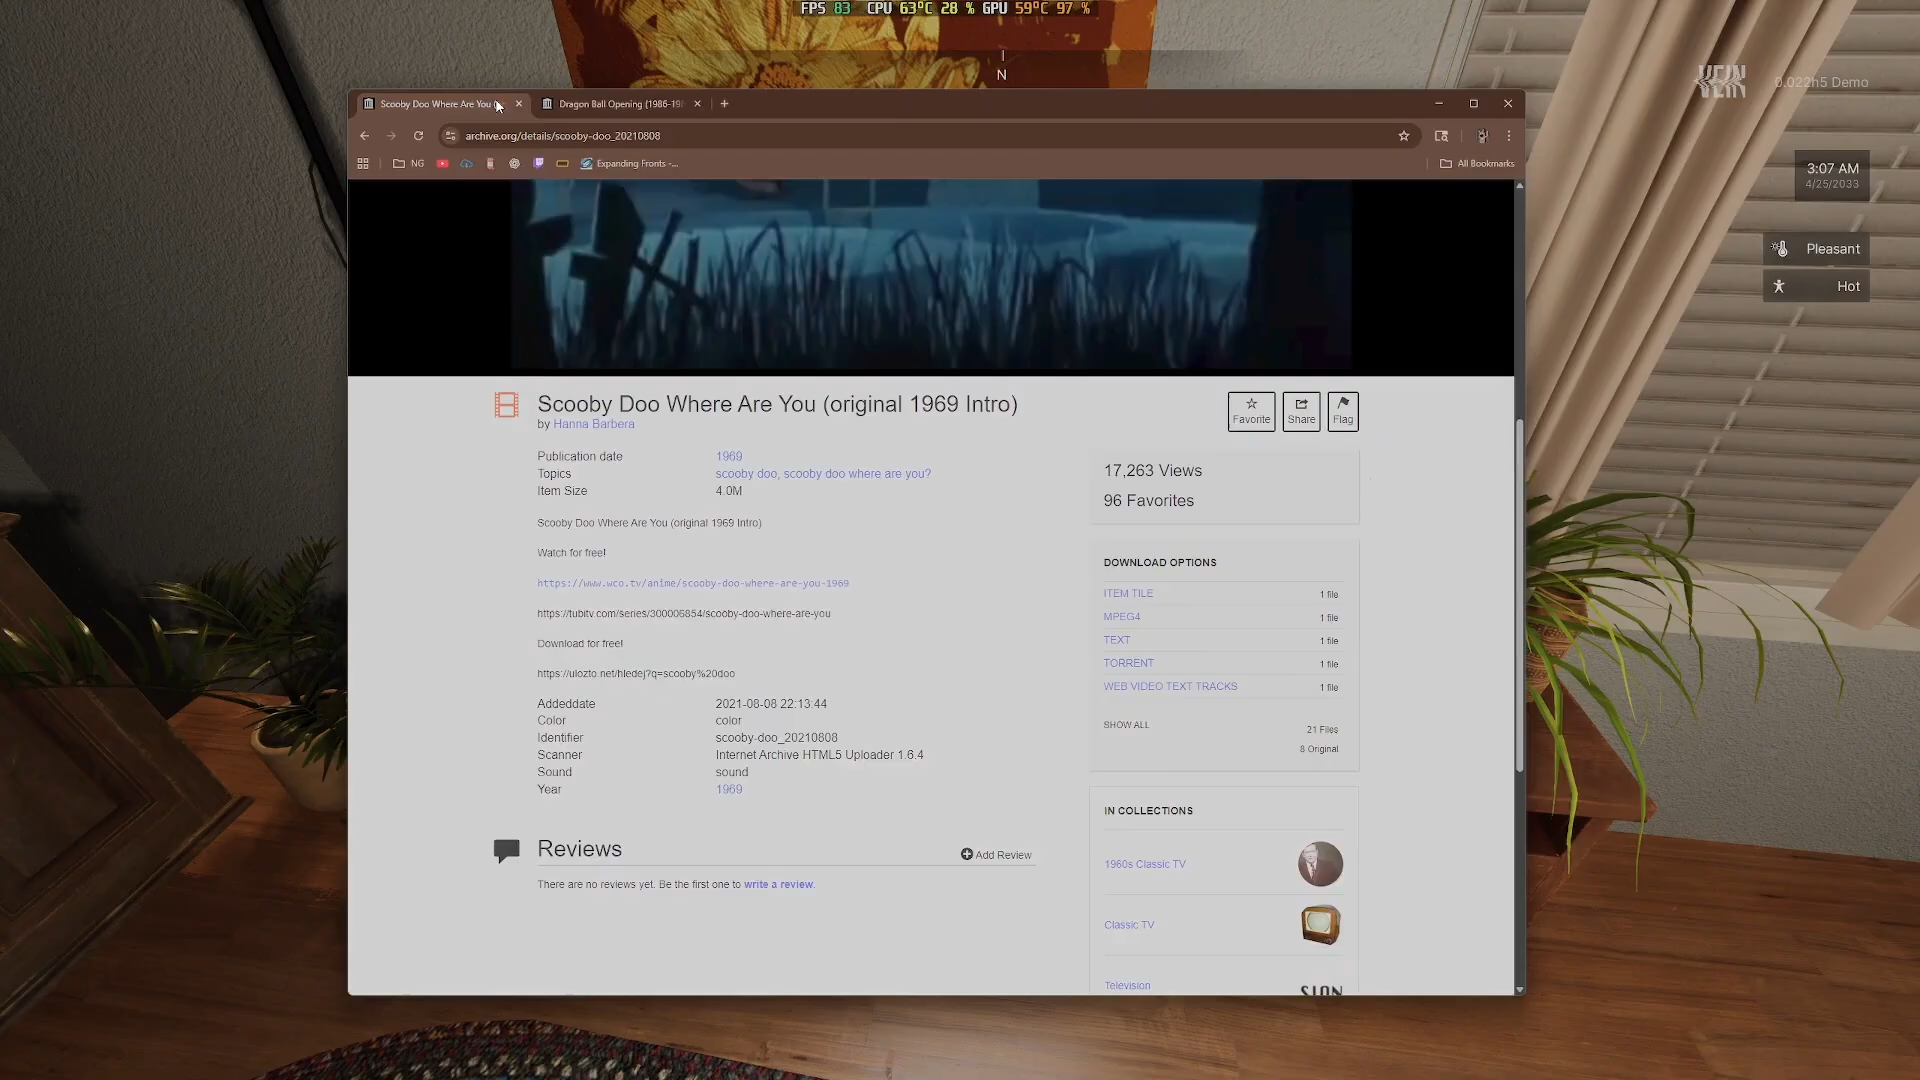 FPS 83 CPU 63°C 28 % GPU 59°C 97 %
N
VEIN
0.022h5 Demo
3:07 AM
4/25/2033
Pleasant
Hot
Scooby Doo Where Are You
Dragon Ball Opening (1986-19
archive.org/details/scooby-doo_20210808
NG
Expanding Fronts -...
All Bookmarks
Scooby Doo Where Are You (original 1969 Intro)
by Hanna Barbera
Favorite
Share
Flag
Publication date 1969
Topics scooby doo, scooby doo where are you?
Item Size 4.0M
17,263 Views
96 Favorites
Scooby Doo Where Are You (original 1969 Intro)
Watch for free!
https://www.wco.tv/anime/scooby-doo-where-are-you-1969
https://tubitv.com/series/300006854/scooby-doo-where-are-you
Download for free!
https://ulozto.net/hledej?q=scooby%20doo
Addeddate 2021-08-08 22:13:44
Color color
Identifier scooby-doo_20210808
Scanner Internet Archive HTML5 Uploader 1.6.4
Sound sound
Year 1969
DOWNLOAD OPTIONS
ITEM TILE 1 file
MPEG4 1 file
TEXT 1 file
TORRENT 1 file
WEB VIDEO TEXT TRACKS 1 file
SHOW ALL 21 Files
8 Original
Reviews
Add Review
There are no reviews yet. Be the first one to write a review.
IN COLLECTIONS
1960s Classic TV
Classic TV
Television